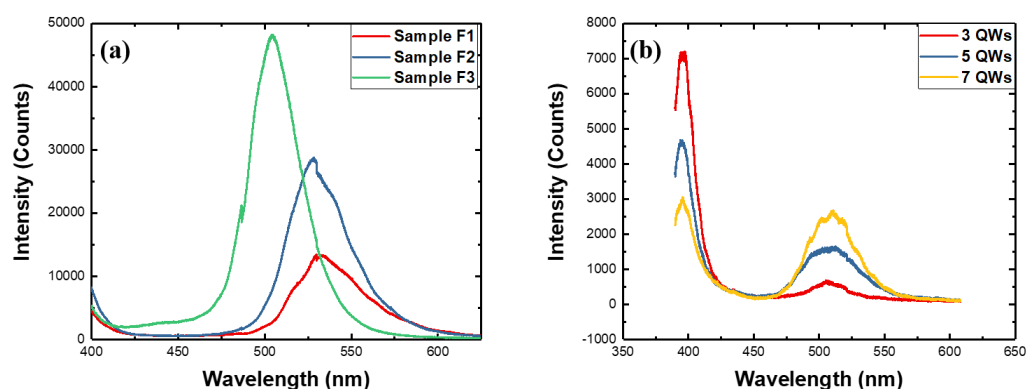 (a)
Sample F1
Sample F2
Sample F3
50000
40000
30000
20000
10000
0
Intensity (Counts)
400 450 500 550 600
Wavelength (nm)
(b)
3 QWs
5 QWs
7 QWs
8000
7000
6000
5000
4000
3000
2000
1000
0
-1000
Intensity (Counts)
350 400 450 500 550 600 650
Wavelength (nm)